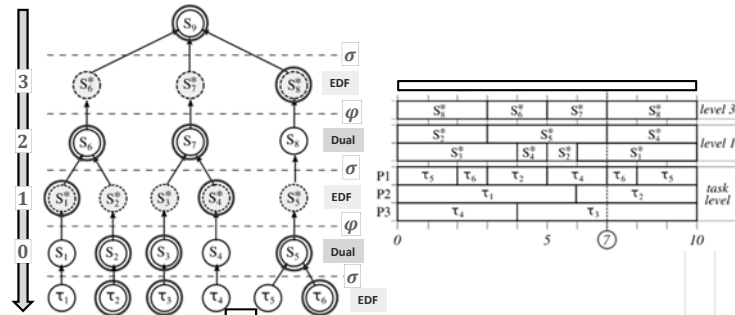 S₉
σ
3 S₆* S₇* S₈* EDF
φ
2 S₆ S₇ S₈ Dual
σ
1 S₁* S₂* S₃* S₄* S₅* EDF
φ
0 S₁ S₂ S₃ S₄ S₅ Dual
σ
τ₁ τ₂ τ₃ τ₄ τ₅ τ₆ EDF
S₈* S₆* S₇* S₈* level 3
S₂* S₅* S₄* level 1
S₃* S₄* S₂* S₁*
P1 τ₅ τ₆ τ₂ τ₄ τ₆ τ₅
P2 τ₁ τ₂ task
level
P3 τ₄ τ₃
0 5 7 10